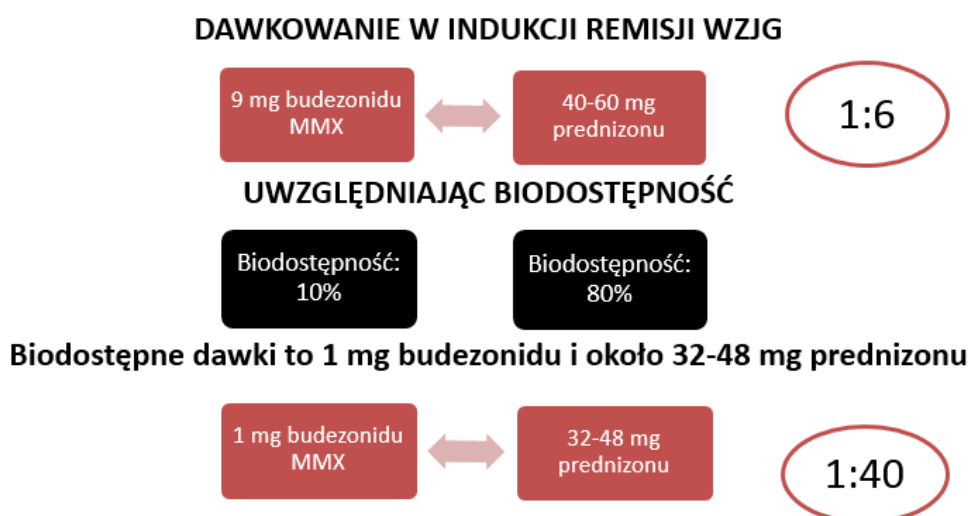 DAWKOWANIE W INDUKCJI REMISJI WZJG
9 mg budezonidu
MMX
40-60 mg
prednizonu
1:6
UWZGLĘDNIAJĄC BIODOSTĘPNOŚĆ
Biodostępność:
10%
Biodostępność:
80%
Biodostępne dawki to 1 mg budezonidu i około 32-48 mg prednizonu
1 mg budezonidu
MMX
32-48 mg
prednizonu
1:40